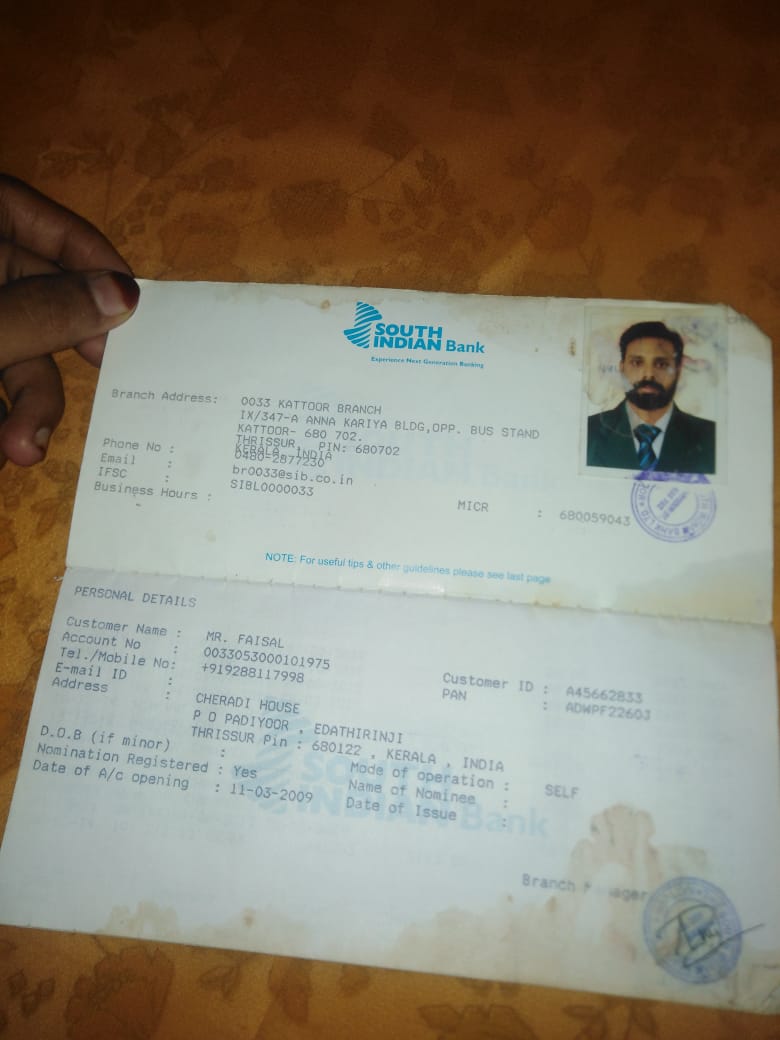 SOUTH
INDIAN Bank
Experience Next Generation Banking
Branch Address: 0033 KATTOOR BRANCH
IX/347-A ANNA KARIYA BLDG,OPP. BUS STAND
KATTOOR- 680 702.
THRISSUR, PIN: 680702
KERALA, INDIA
Phone No : 0480-2877230
Email : br0033@sib.co.in
IFSC : SIBL0000033
Business Hours :
MICR : 680059043
NOTE: For useful tips & other guidelines please see last page
PERSONAL DETAILS
Customer Name : MR. FAISAL
Account No : 0033053000101975
Tel./Mobile No: +919288117998
Customer ID : A45662833
E-mail ID :
PAN : ADWPF2260J
Address : CHERADI HOUSE
P O PADIYOOR , EDATHIRINJI
THRISSUR Pin : 680122 , KERALA , INDIA
D.O.B (if minor) :
Mode of operation : SELF
Nomination Registered : Yes
Name of Nominee :
Date of A/c opening : 11-03-2009
Date of Issue :
SOUTH
INDIAN Bank
Branch Manager